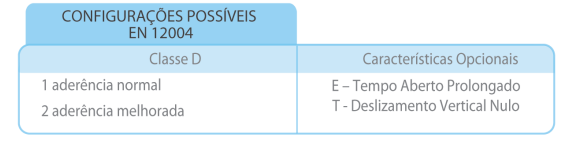 CONFIGURAÇÕES POSSÍVEIS
EN 12004
Classe D
Características Opcionais
1 aderência normal
2 aderência melhorada
E – Tempo Aberto Prolongado
T - Deslizamento Vertical Nulo